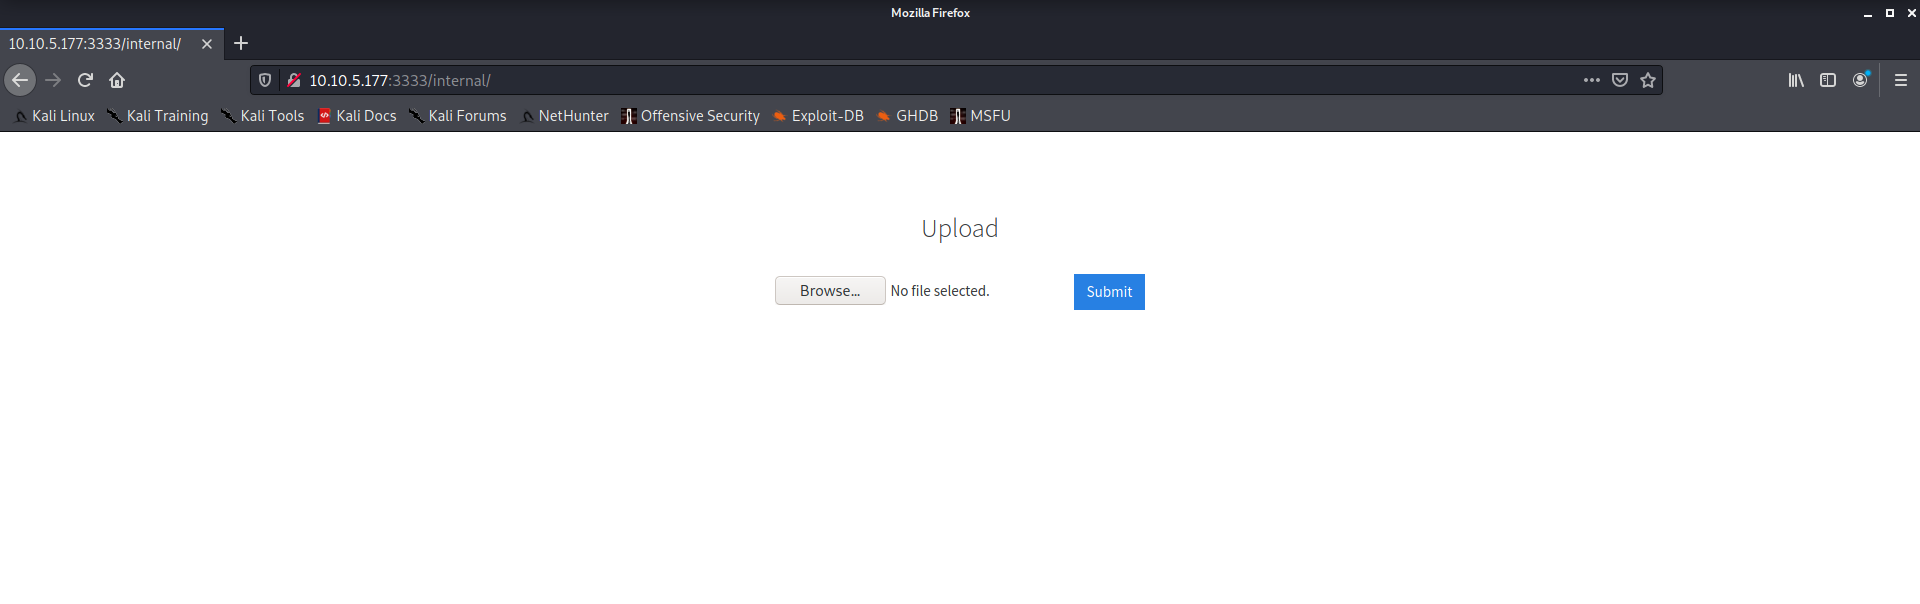 Mozilla Firefox
10.10.5.177:3333/internal/
10.10.5.177:3333/internal/
Kali Linux Kali Training Kali Tools Kali Docs Kali Forums NetHunter Offensive Security Exploit-DB GHDB MSFU
Upload
Browse... No file selected. Submit